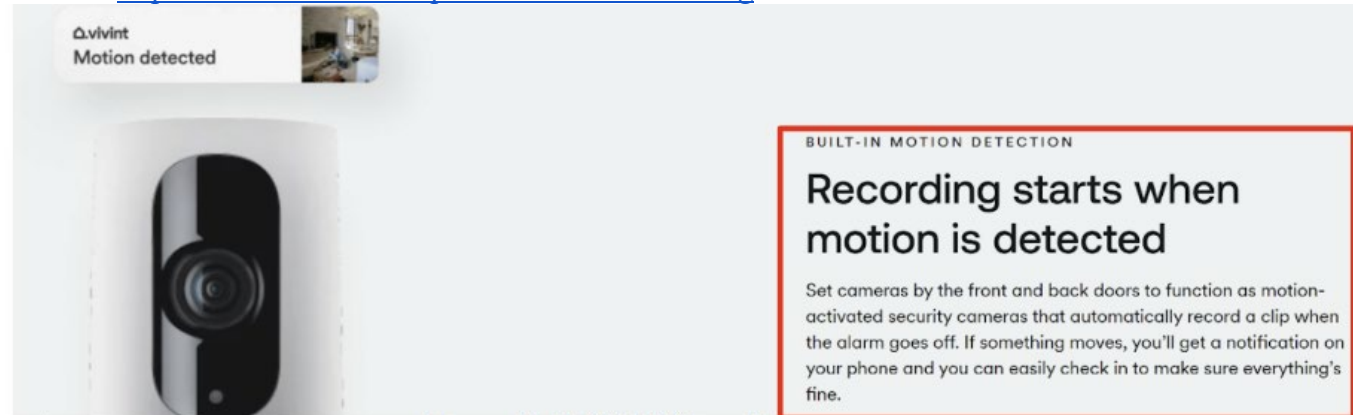 vivint
Motion detected
BUILT-IN MOTION DETECTION
Recording starts when
motion is detected
Set cameras by the front and back doors to function as motion-
activated security cameras that automatically record a clip when
the alarm goes off. If something moves, you'll get a notification on
your phone and you can easily check in to make sure everything's
fine.